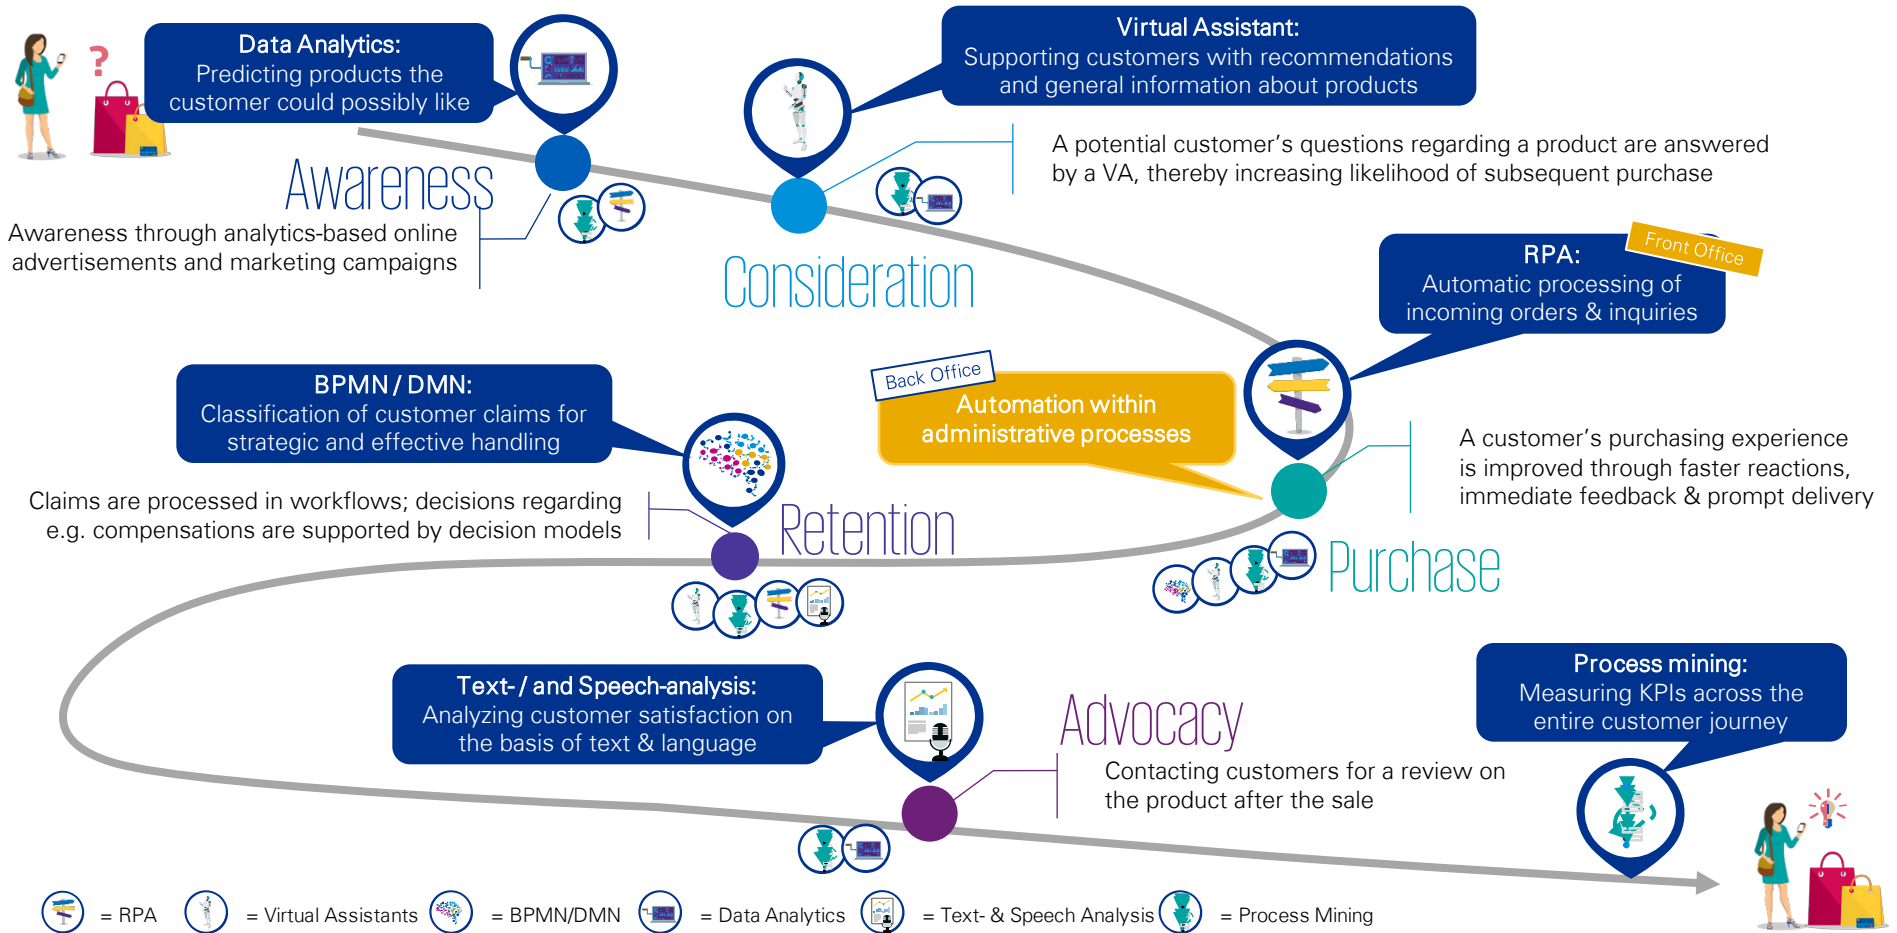 Data Analytics:
Predicting products the
customer could possibly like
?
Virtual Assistant:
Supporting customers with recommendations
and general information about products
A potential customer's questions regarding a product are answered
by a VA, thereby increasing likelihood of subsequent purchase
Awareness
Awareness through analytics-based online
advertisements and marketing campaigns
Consideration
Front Office
RPA:
Automatic processing of
incoming orders & inquiries
Back Office
Automation within
administrative processes
BPMN / DMN:
Classification of customer claims for
strategic and effective handling
A customer's purchasing experience
is improved through faster reactions,
immediate feedback & prompt delivery
Claims are processed in workflows; decisions regarding
e.g. compensations are supported by decision models
Retention
Purchase
Text- / and Speech-analysis:
Analyzing customer satisfaction on
the basis of text & language
Advocacy
Contacting customers for a review on
the product after the sale
Process mining:
Measuring KPIs across the
entire customer journey
= RPA
= Virtual Assistants
= BPMN/DMN
= Data Analytics
= Text- & Speech Analysis
= Process Mining